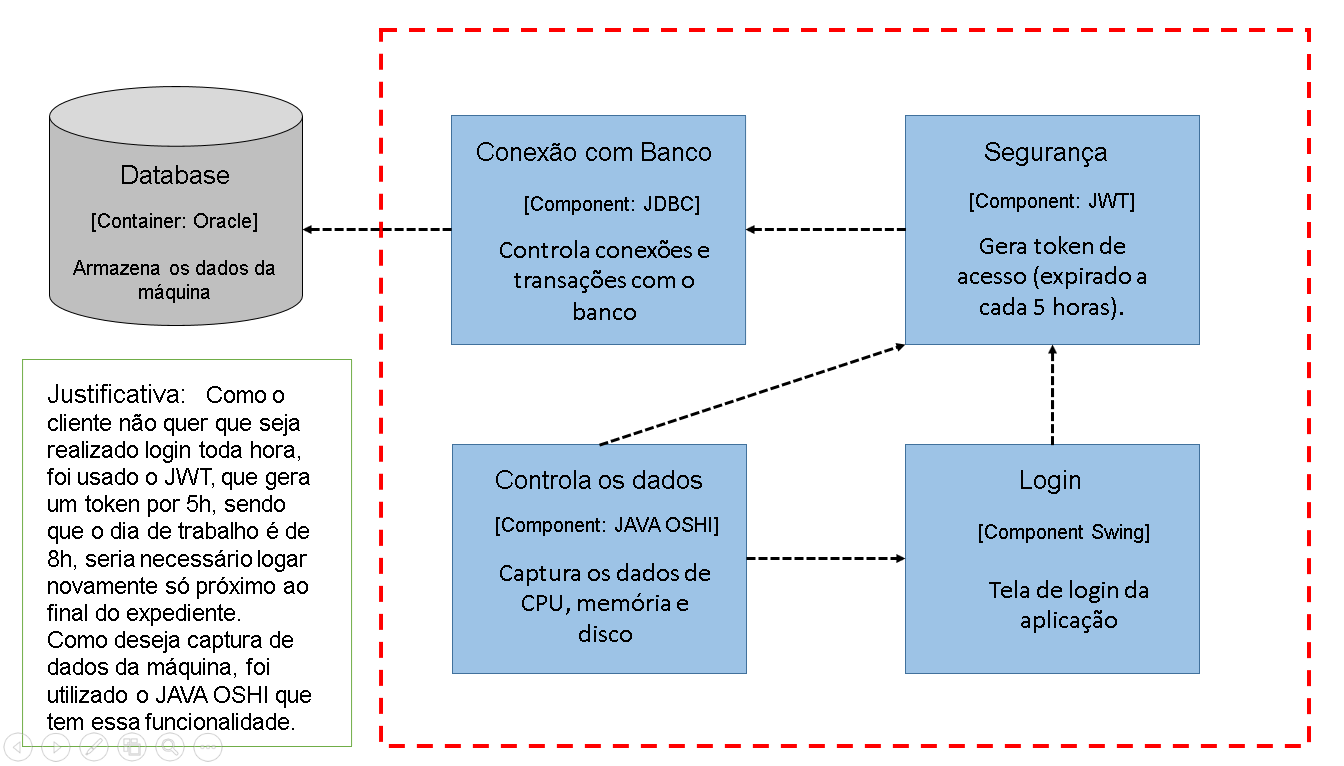 Database
[Container: Oracle]
Armazena os dados da
máquina
Conexão com Banco
[Component: JDBC]
Controla conexões e
transações com o
banco
Segurança
[Component: JWT]
Gera token de
acesso (expirado a
cada 5 horas).
Justificativa: Como o
cliente não quer que seja
realizado login toda hora,
foi usado o JWT, que gera
um token por 5h, sendo
que o dia de trabalho é de
8h, seria necessário logar
novamente só próximo ao
final do expediente.
Como deseja captura de
dados da máquina, foi
utilizado o JAVA OSHI que
tem essa funcionalidade.
Controla os dados
[Component: JAVA OSHI]
Captura os dados de
CPU, memória e
disco
Login
[Component Swing]
Tela de login da
aplicação